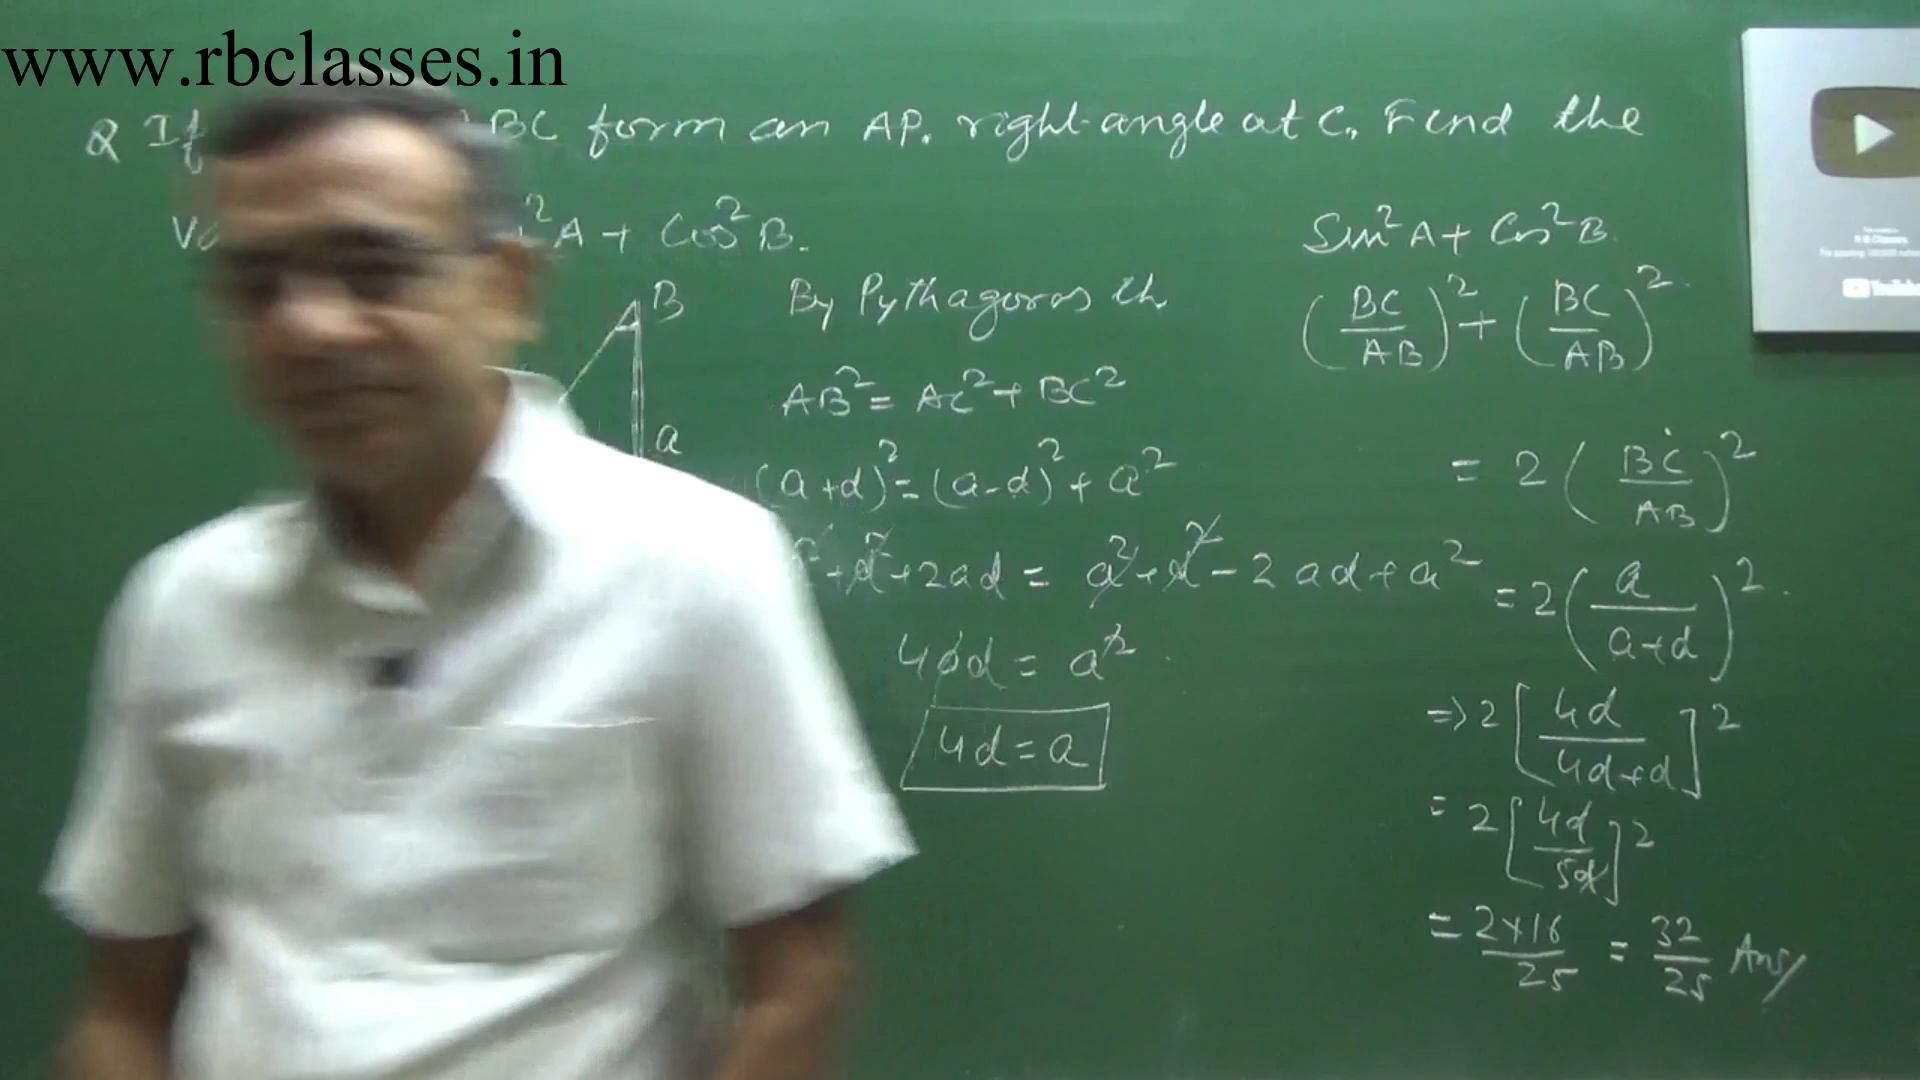 www.rbclasses.in
Q If BC form an AP. right-angle at C, Find the
²A + Cos²B.
B
a
By Pythagoras th
AB² = AC² + BC²
(a+d)² = (a-d)² + a²
+d²+2ad = a²+d²-2ad+a²
4ad = a²
4d = a
Sin²A + Cos²B
(BC/AB)² + (BC/AB)²
= 2 (BC/AB)²
= 2 (a/a+d)²
=> 2 [4d/4d+d]²
= 2 [4d/5d]²
= 2×16/25 = 32/25 Ans
YouTube